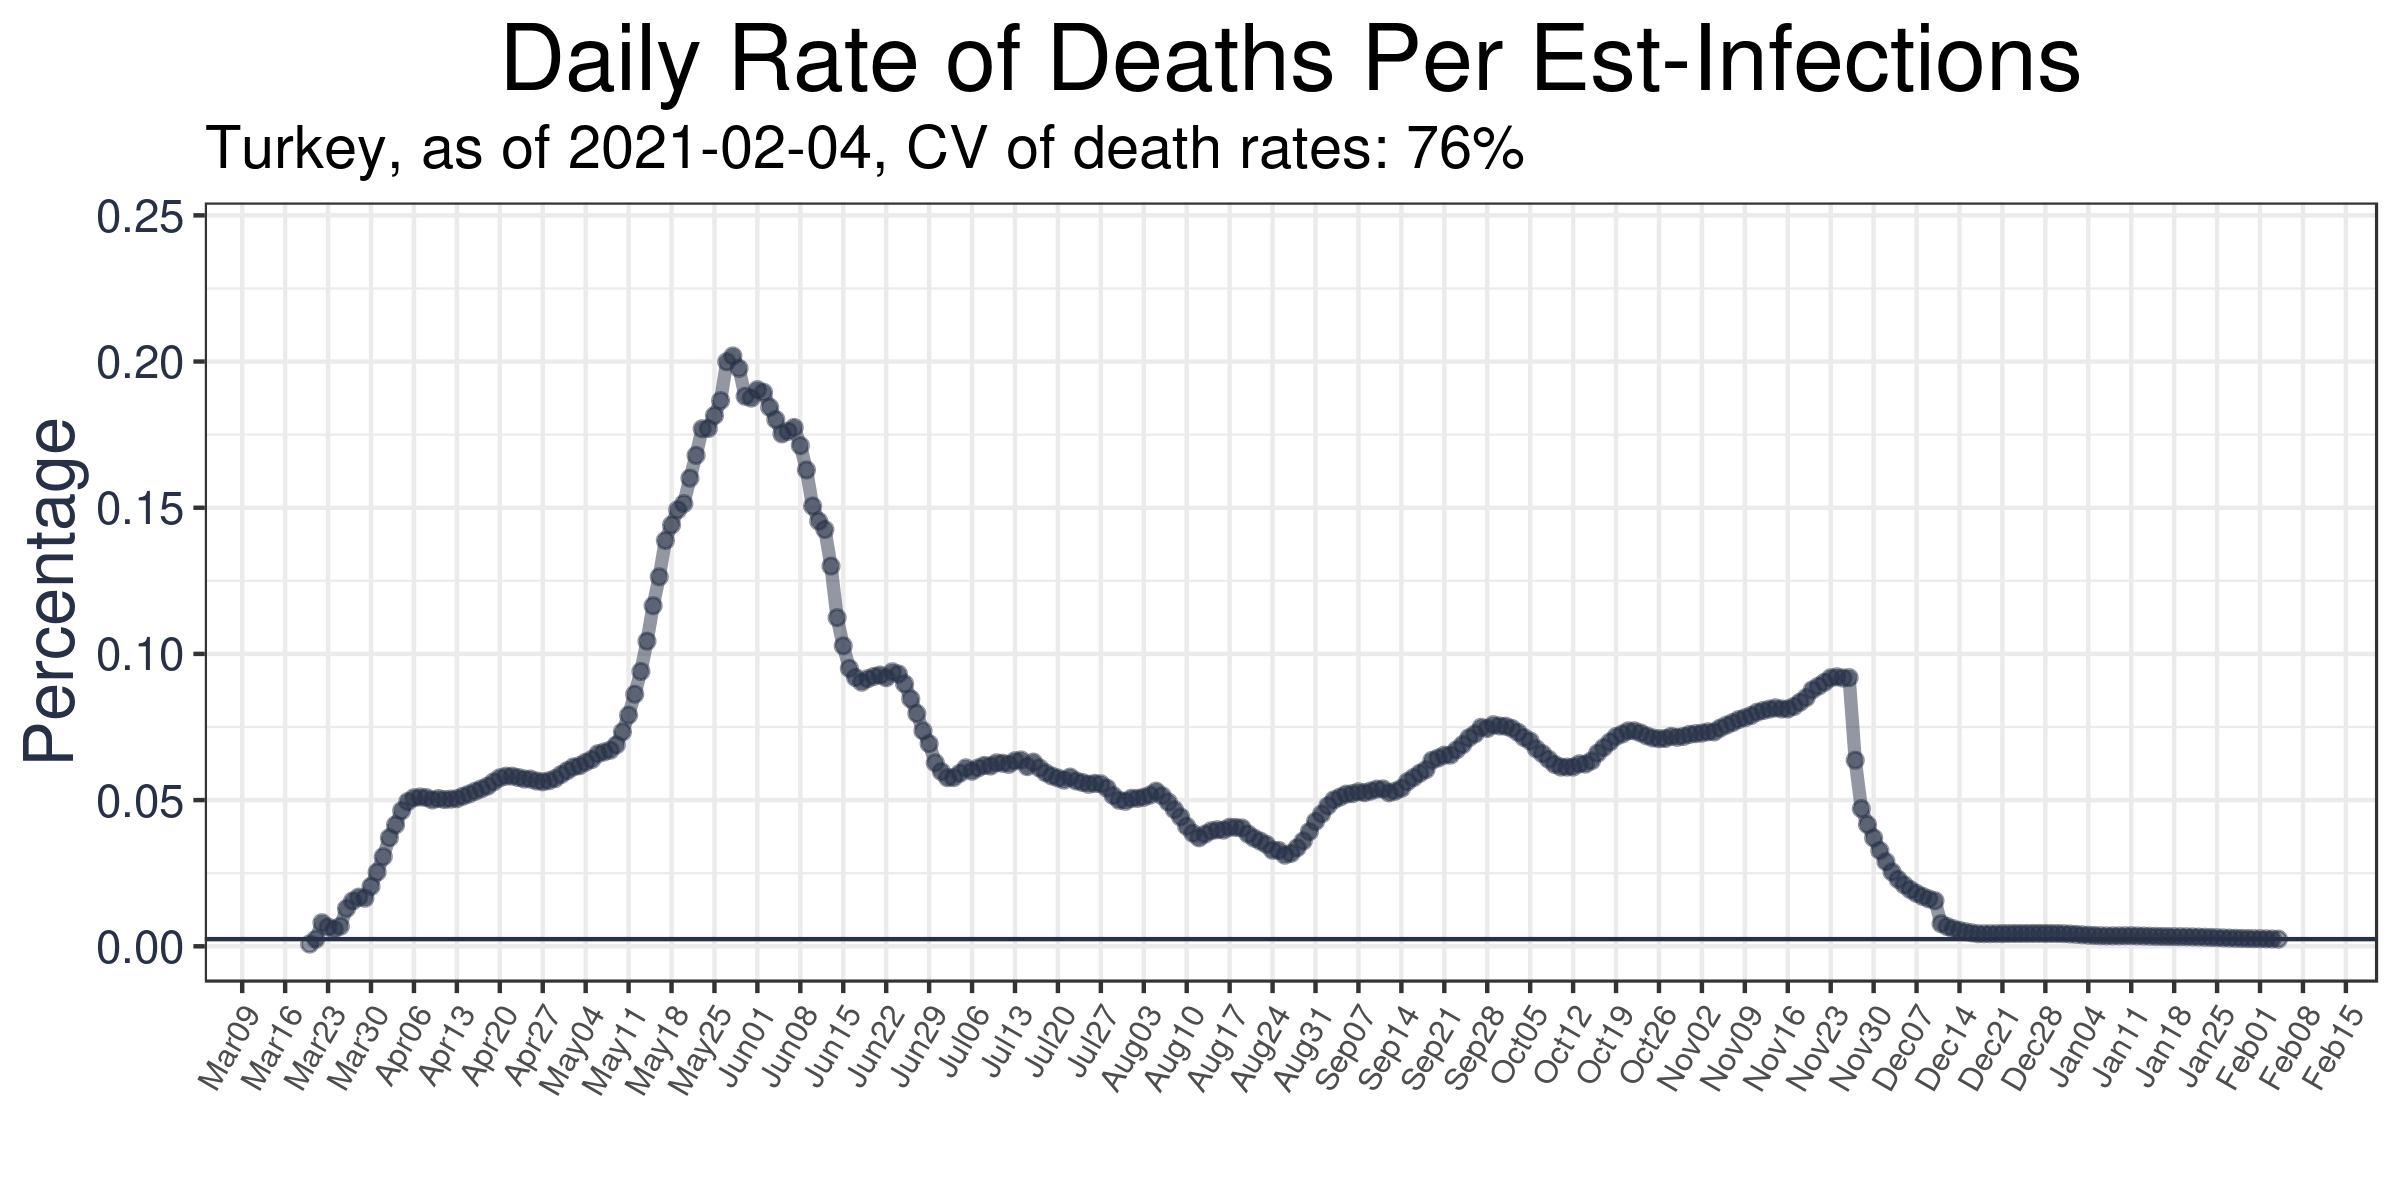 Daily Rate of Deaths Per Est-Infections
Turkey, as of 2021-02-04, CV of death rates: 76%
Percentage
0.25
0.20
0.15
0.10
0.05
0.00
Mar09 Mar16 Mar23 Mar30 Apr06 Apr13 Apr20 Apr27 May04 May11 May18 May25 Jun01 Jun08 Jun15 Jun22 Jun29 Jul06 Jul13 Jul20 Jul27 Aug03 Aug10 Aug17 Aug24 Aug31 Sep07 Sep14 Sep21 Sep28 Oct05 Oct12 Oct19 Oct26 Nov02 Nov09 Nov16 Nov23 Nov30 Dec07 Dec14 Dec21 Dec28 Jan04 Jan11 Jan18 Jan25 Feb01 Feb08 Feb15